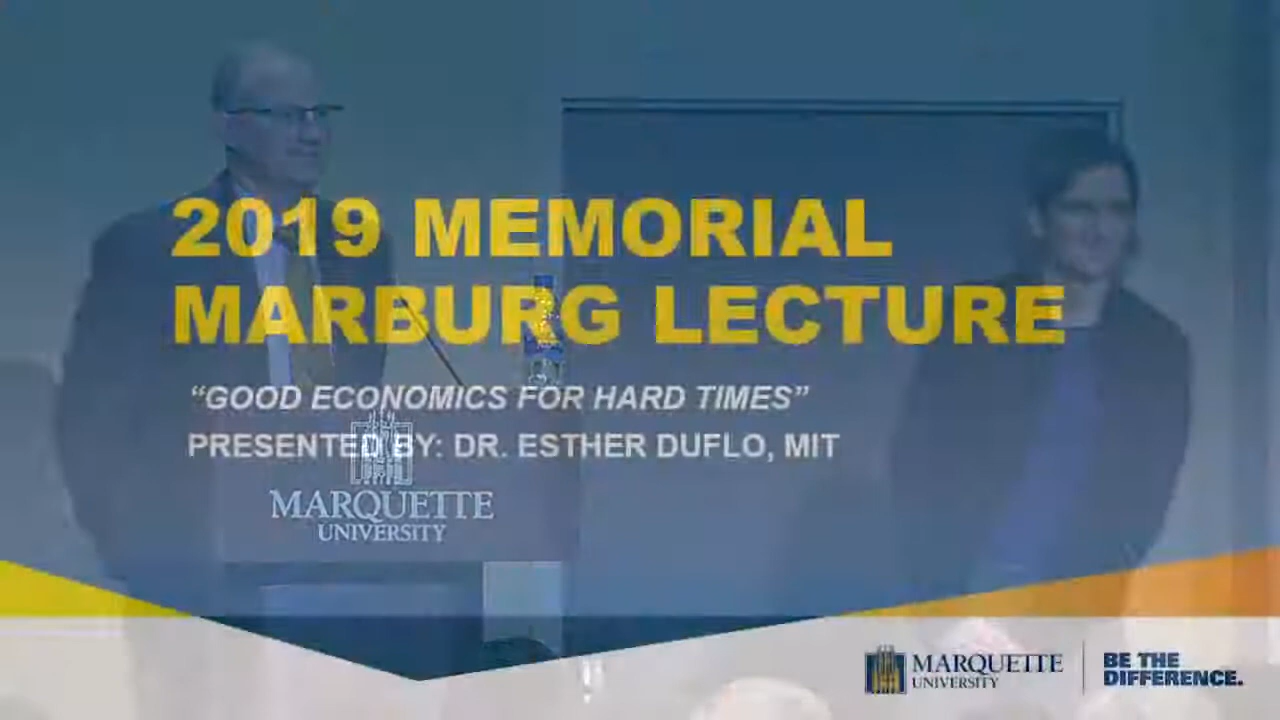 2019 MEMORIAL
MARBURG LECTURE
“GOOD ECONOMICS FOR HARD TIMES”
PRESENTED BY: DR. ESTHER DUFLO, MIT
MARQUETTE
UNIVERSITY
MARQUETTE
UNIVERSITY
BE THE
DIFFERENCE.